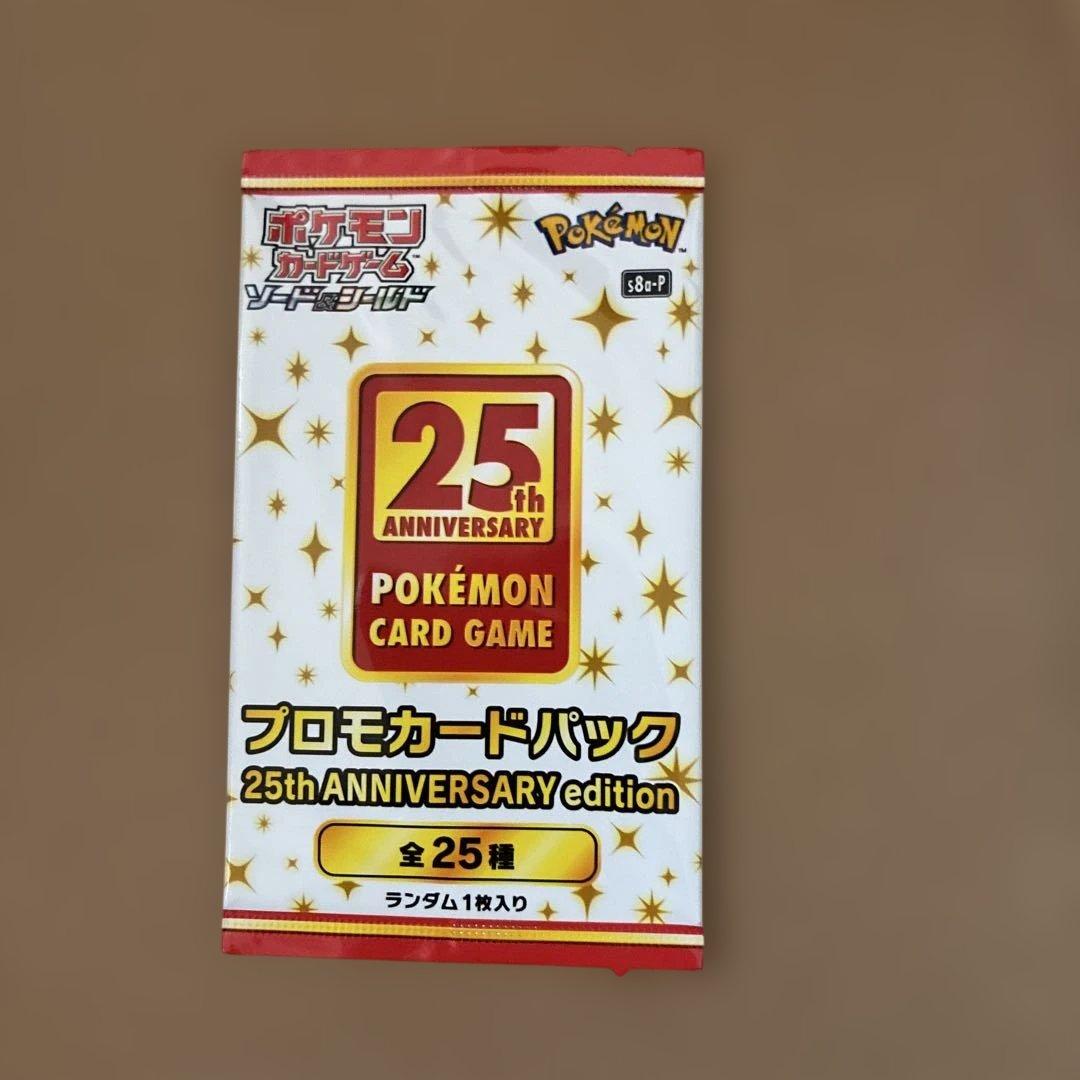 ポケモン
カードゲーム
ソード&シールド
Pokémon
s8a-P
25th
ANNIVERSARY
POKÉMON
CARD GAME
プロモカードパック
25th ANNIVERSARY edition
全25種
ランダム1枚入り